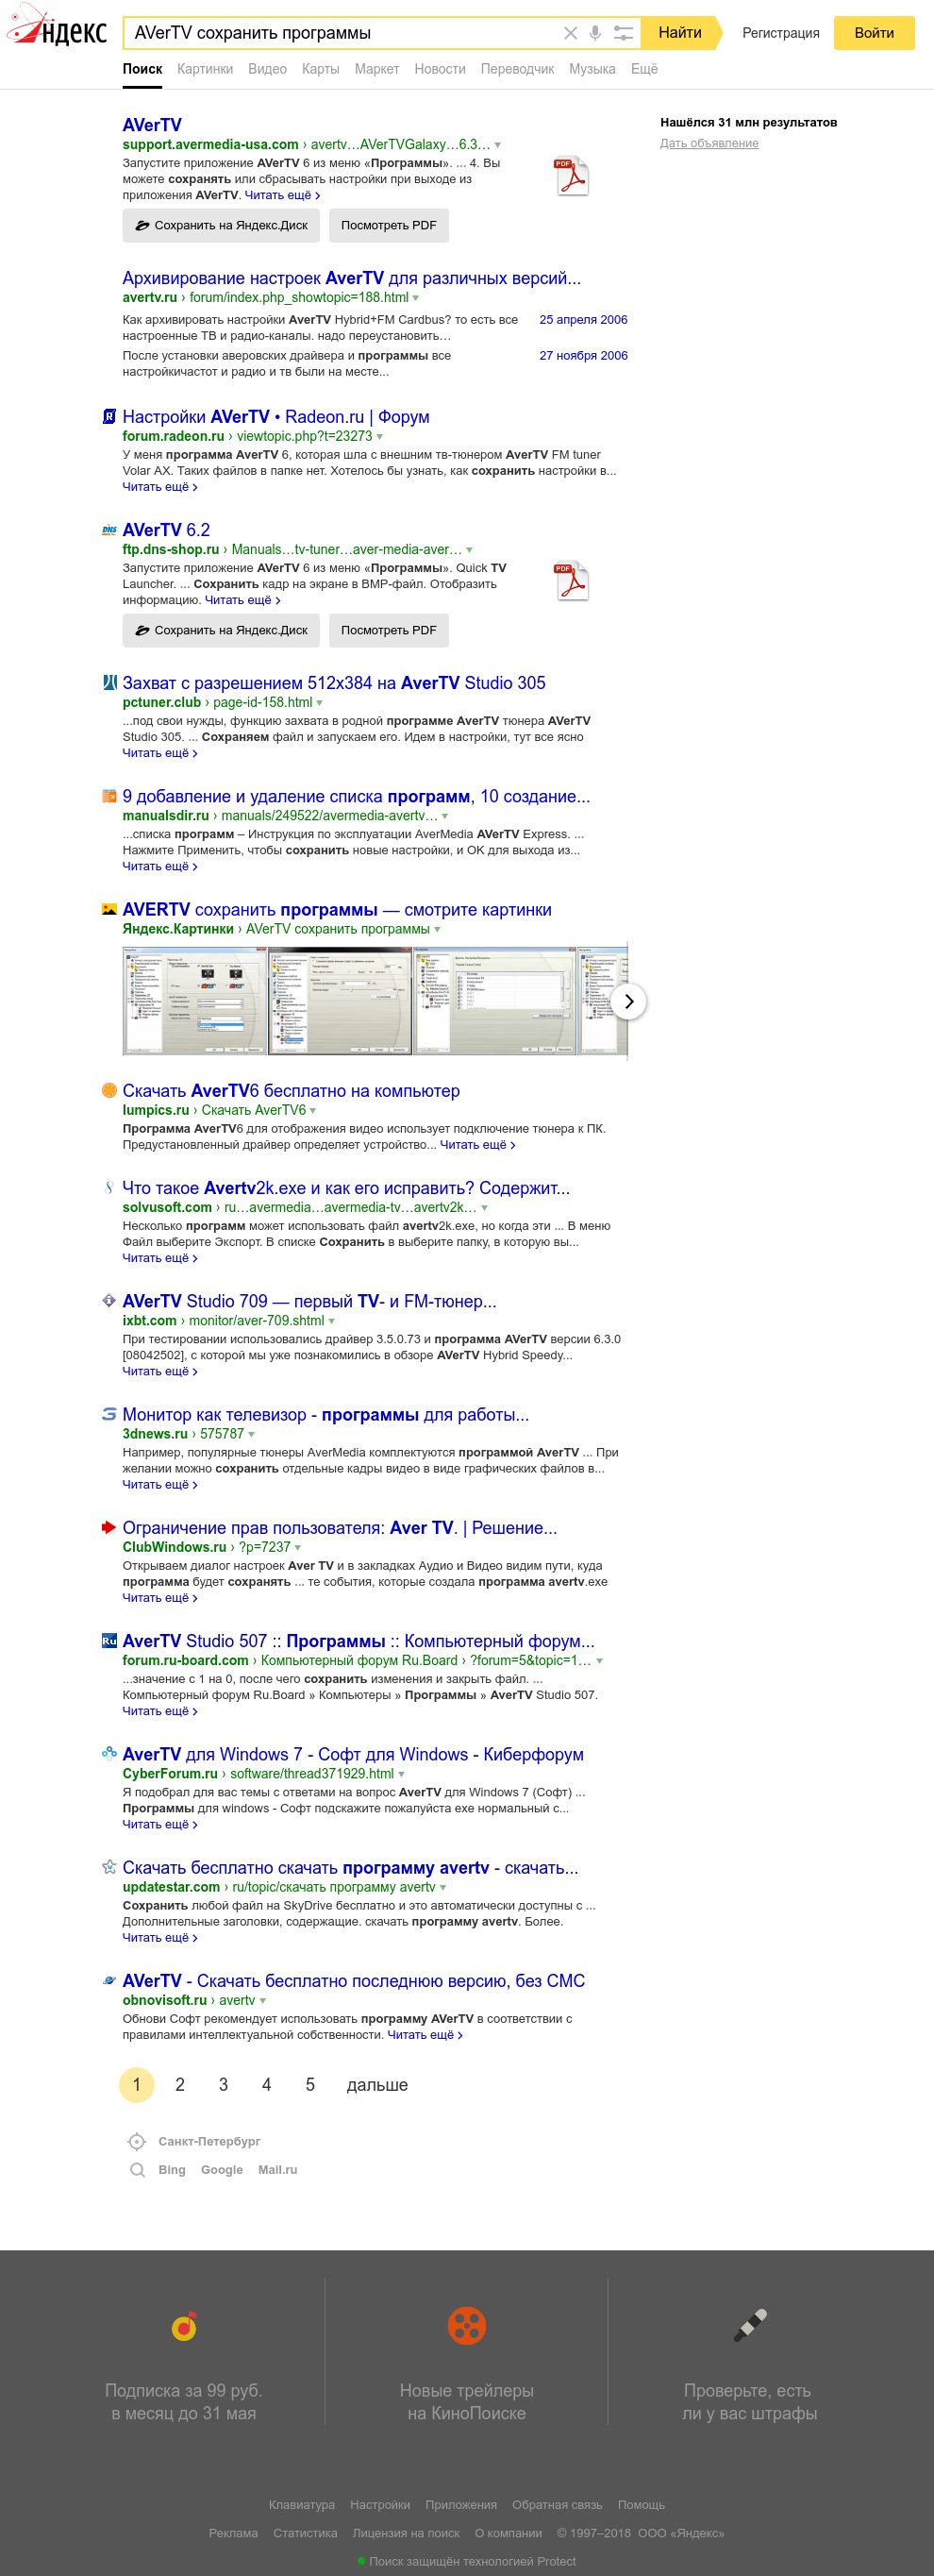 Яндекс
AVerTV сохранить программы
Найти
Регистрация
Войти
Поиск Картинки Видео Карты Маркет Новости Переводчик Музыка Ещё
Нашёлся 31 млн результатов
Дать объявление
AVerTV
support.avermedia-usa.com › avertv…AVerTVGalaxy…6.3…
Запустите приложение AVerTV 6 из меню «Программы». ... 4. Вы
можете сохранять или сбрасывать настройки при выходе из
приложения AVerTV. Читать ещё ›
PDF
Сохранить на Яндекс.Диск Посмотреть PDF
Архивирование настроек AverTV для различных версий...
avertv.ru › forum/index.php_showtopic=188.html
Как архивировать настройки AverTV Hybrid+FM Cardbus? то есть все
настроенные ТВ и радио-каналы. надо переустановить…
25 апреля 2006
После установки аверовских драйвера и программы все
настройкичастот и радио и тв были на месте...
27 ноября 2006
Настройки AVerTV • Radeon.ru | Форум
forum.radeon.ru › viewtopic.php?t=23273
У меня программа AverTV 6, которая шла с внешним тв-тюнером AverTV FM tuner
Volar AX. Таких файлов в папке нет. Хотелось бы узнать, как сохранить настройки в...
Читать ещё ›
AVerTV 6.2
ftp.dns-shop.ru › Manuals…tv-tuner…aver-media-aver…
Запустите приложение AVerTV 6 из меню «Программы». Quick TV
Launcher. ... Сохранить кадр на экране в BMP-файл. Отобразить
информацию. Читать ещё ›
PDF
Сохранить на Яндекс.Диск Посмотреть PDF
Захват с разрешением 512x384 на AverTV Studio 305
pctuner.club › page-id-158.html
...под свои нужды, функцию захвата в родной программе AverTV тюнера AVerTV
Studio 305. ... Сохраняем файл и запускаем его. Идем в настройки, тут все ясно
Читать ещё ›
9 добавление и удаление списка программ, 10 создание...
manualsdir.ru › manuals/249522/avermedia-avertv…
...списка программ – Инструкция по эксплуатации AverMedia AVerTV Express. ...
Нажмите Применить, чтобы сохранить новые настройки, и OK для выхода из...
Читать ещё ›
AVERTV сохранить программы — смотрите картинки
Яндекс.Картинки › AVerTV сохранить программы
Скачать AverTV6 бесплатно на компьютер
lumpics.ru › Скачать AverTV6
Программа AverTV6 для отображения видео использует подключение тюнера к ПК.
Предустановленный драйвер определяет устройство... Читать ещё ›
Что такое Avertv2k.exe и как его исправить? Содержит...
solvusoft.com › ru…avermedia…avermedia-tv…avertv2k…
Несколько программ может использовать файл avertv2k.exe, но когда эти ... В меню
Файл выберите Экспорт. В списке Сохранить в выберите папку, в которую вы...
Читать ещё ›
AVerTV Studio 709 — первый TV- и FM-тюнер...
ixbt.com › monitor/aver-709.shtml
При тестировании использовались драйвер 3.5.0.73 и программа AVerTV версии 6.3.0
[08042502], с которой мы уже познакомились в обзоре AVerTV Hybrid Speedy...
Читать ещё ›
Монитор как телевизор - программы для работы...
3dnews.ru › 575787
Например, популярные тюнеры AverMedia комплектуются программой AverTV ... При
желании можно сохранить отдельные кадры видео в виде графических файлов в...
Читать ещё ›
Ограничение прав пользователя: Aver TV. | Решение...
ClubWindows.ru › ?p=7237
Открываем диалог настроек Aver TV и в закладках Аудио и Видео видим пути, куда
программа будет сохранять ... те события, которые создала программа avertv.exe
Читать ещё ›
AverTV Studio 507 :: Программы :: Компьютерный форум...
forum.ru-board.com › Компьютерный форум Ru.Board › ?forum=5&topic=1…
...значение с 1 на 0, после чего сохранить изменения и закрыть файл. ...
Компьютерный форум Ru.Board » Компьютеры » Программы » AverTV Studio 507.
Читать ещё ›
AverTV для Windows 7 - Софт для Windows - Киберфорум
CyberForum.ru › software/thread371929.html
Я подобрал для вас темы с ответами на вопрос AverTV для Windows 7 (Софт) ...
Программы для windows - Софт подскажите пожалуйста exe нормальный с...
Читать ещё ›
Скачать бесплатно скачать программу avertv - скачать...
updatestar.com › ru/topic/скачать программу avertv
Сохранить любой файл на SkyDrive бесплатно и это автоматически доступны с ...
Дополнительные заголовки, содержащие. скачать программу avertv. Более.
Читать ещё ›
AVerTV - Скачать бесплатно последнюю версию, без СМС
obnovisoft.ru › avertv
Обнови Софт рекомендует использовать программу AVerTV в соответствии с
правилами интеллектуальной собственности. Читать ещё ›
1 2 3 4 5 дальше
Санкт-Петербург
Bing Google Mail.ru
Подписка за 99 руб.
в месяц до 31 мая
Новые трейлеры
на КиноПоиске
Проверьте, есть
ли у вас штрафы
Клавиатура Настройки Приложения Обратная связь Помощь
Реклама Статистика Лицензия на поиск О компании © 1997–2018 ООО «Яндекс»
Поиск защищён технологией Protect